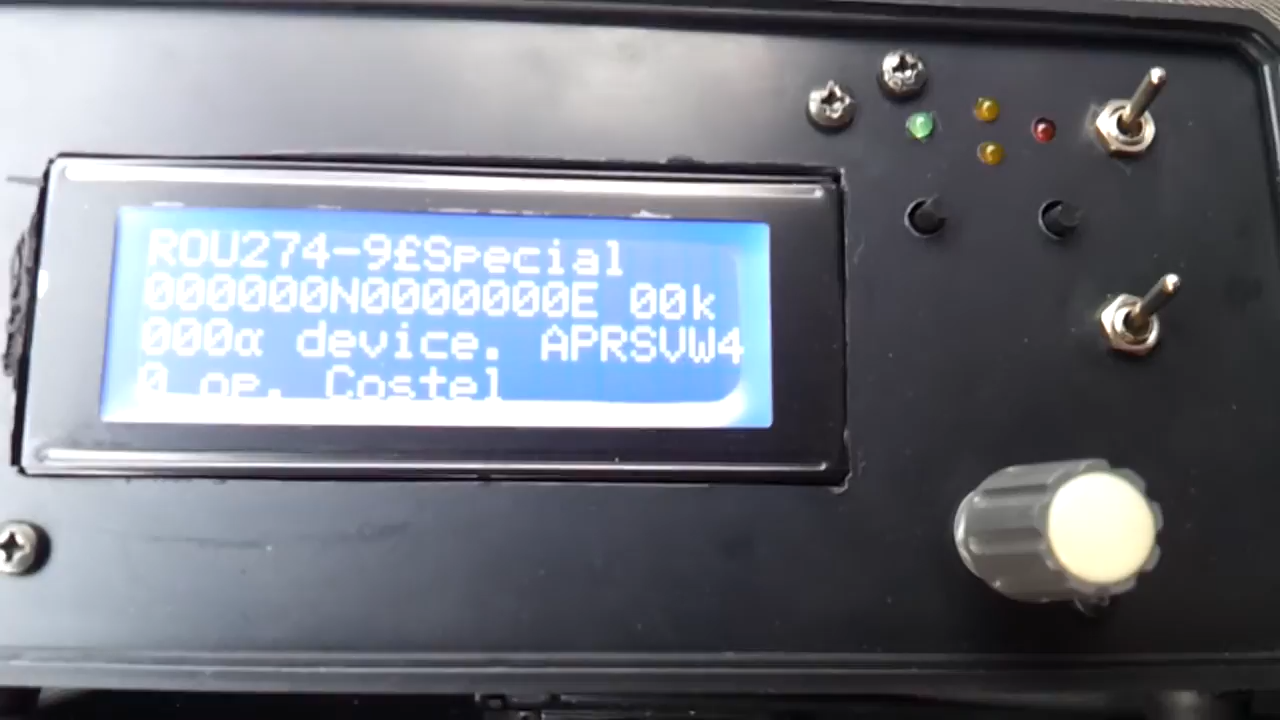 ROU274-9£Special
000000N0000000E 00k
000α device. APRSVW4
0 op. Costel